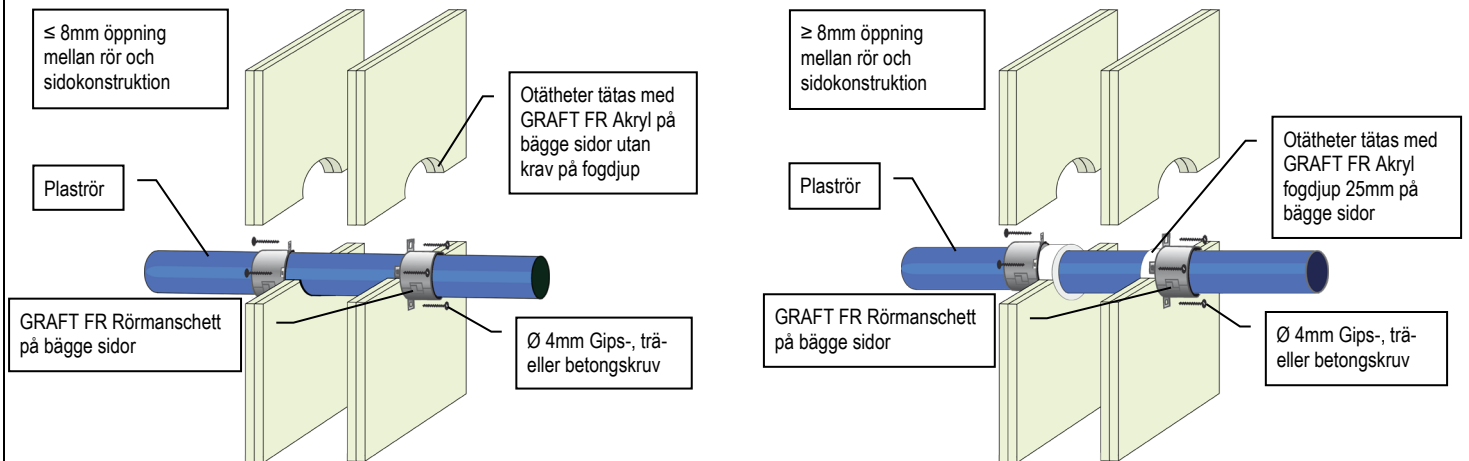 ≤ 8mm öppning
mellan rör och
sidokonstruktion
Otätheter tätas med
GRAFT FR Akryl på
bägge sidor utan
krav på fogdjup
Plaströr
GRAFT FR Rörmanschett
på bägge sidor
Ø 4mm Gips-, trä-
eller betongskruv
≥ 8mm öppning
mellan rör och
sidokonstruktion
Otätheter tätas med
GRAFT FR Akryl
fogdjup 25mm på
bägge sidor
Plaströr
GRAFT FR Rörmanschett
på bägge sidor
Ø 4mm Gips-, trä-
eller betongskruv